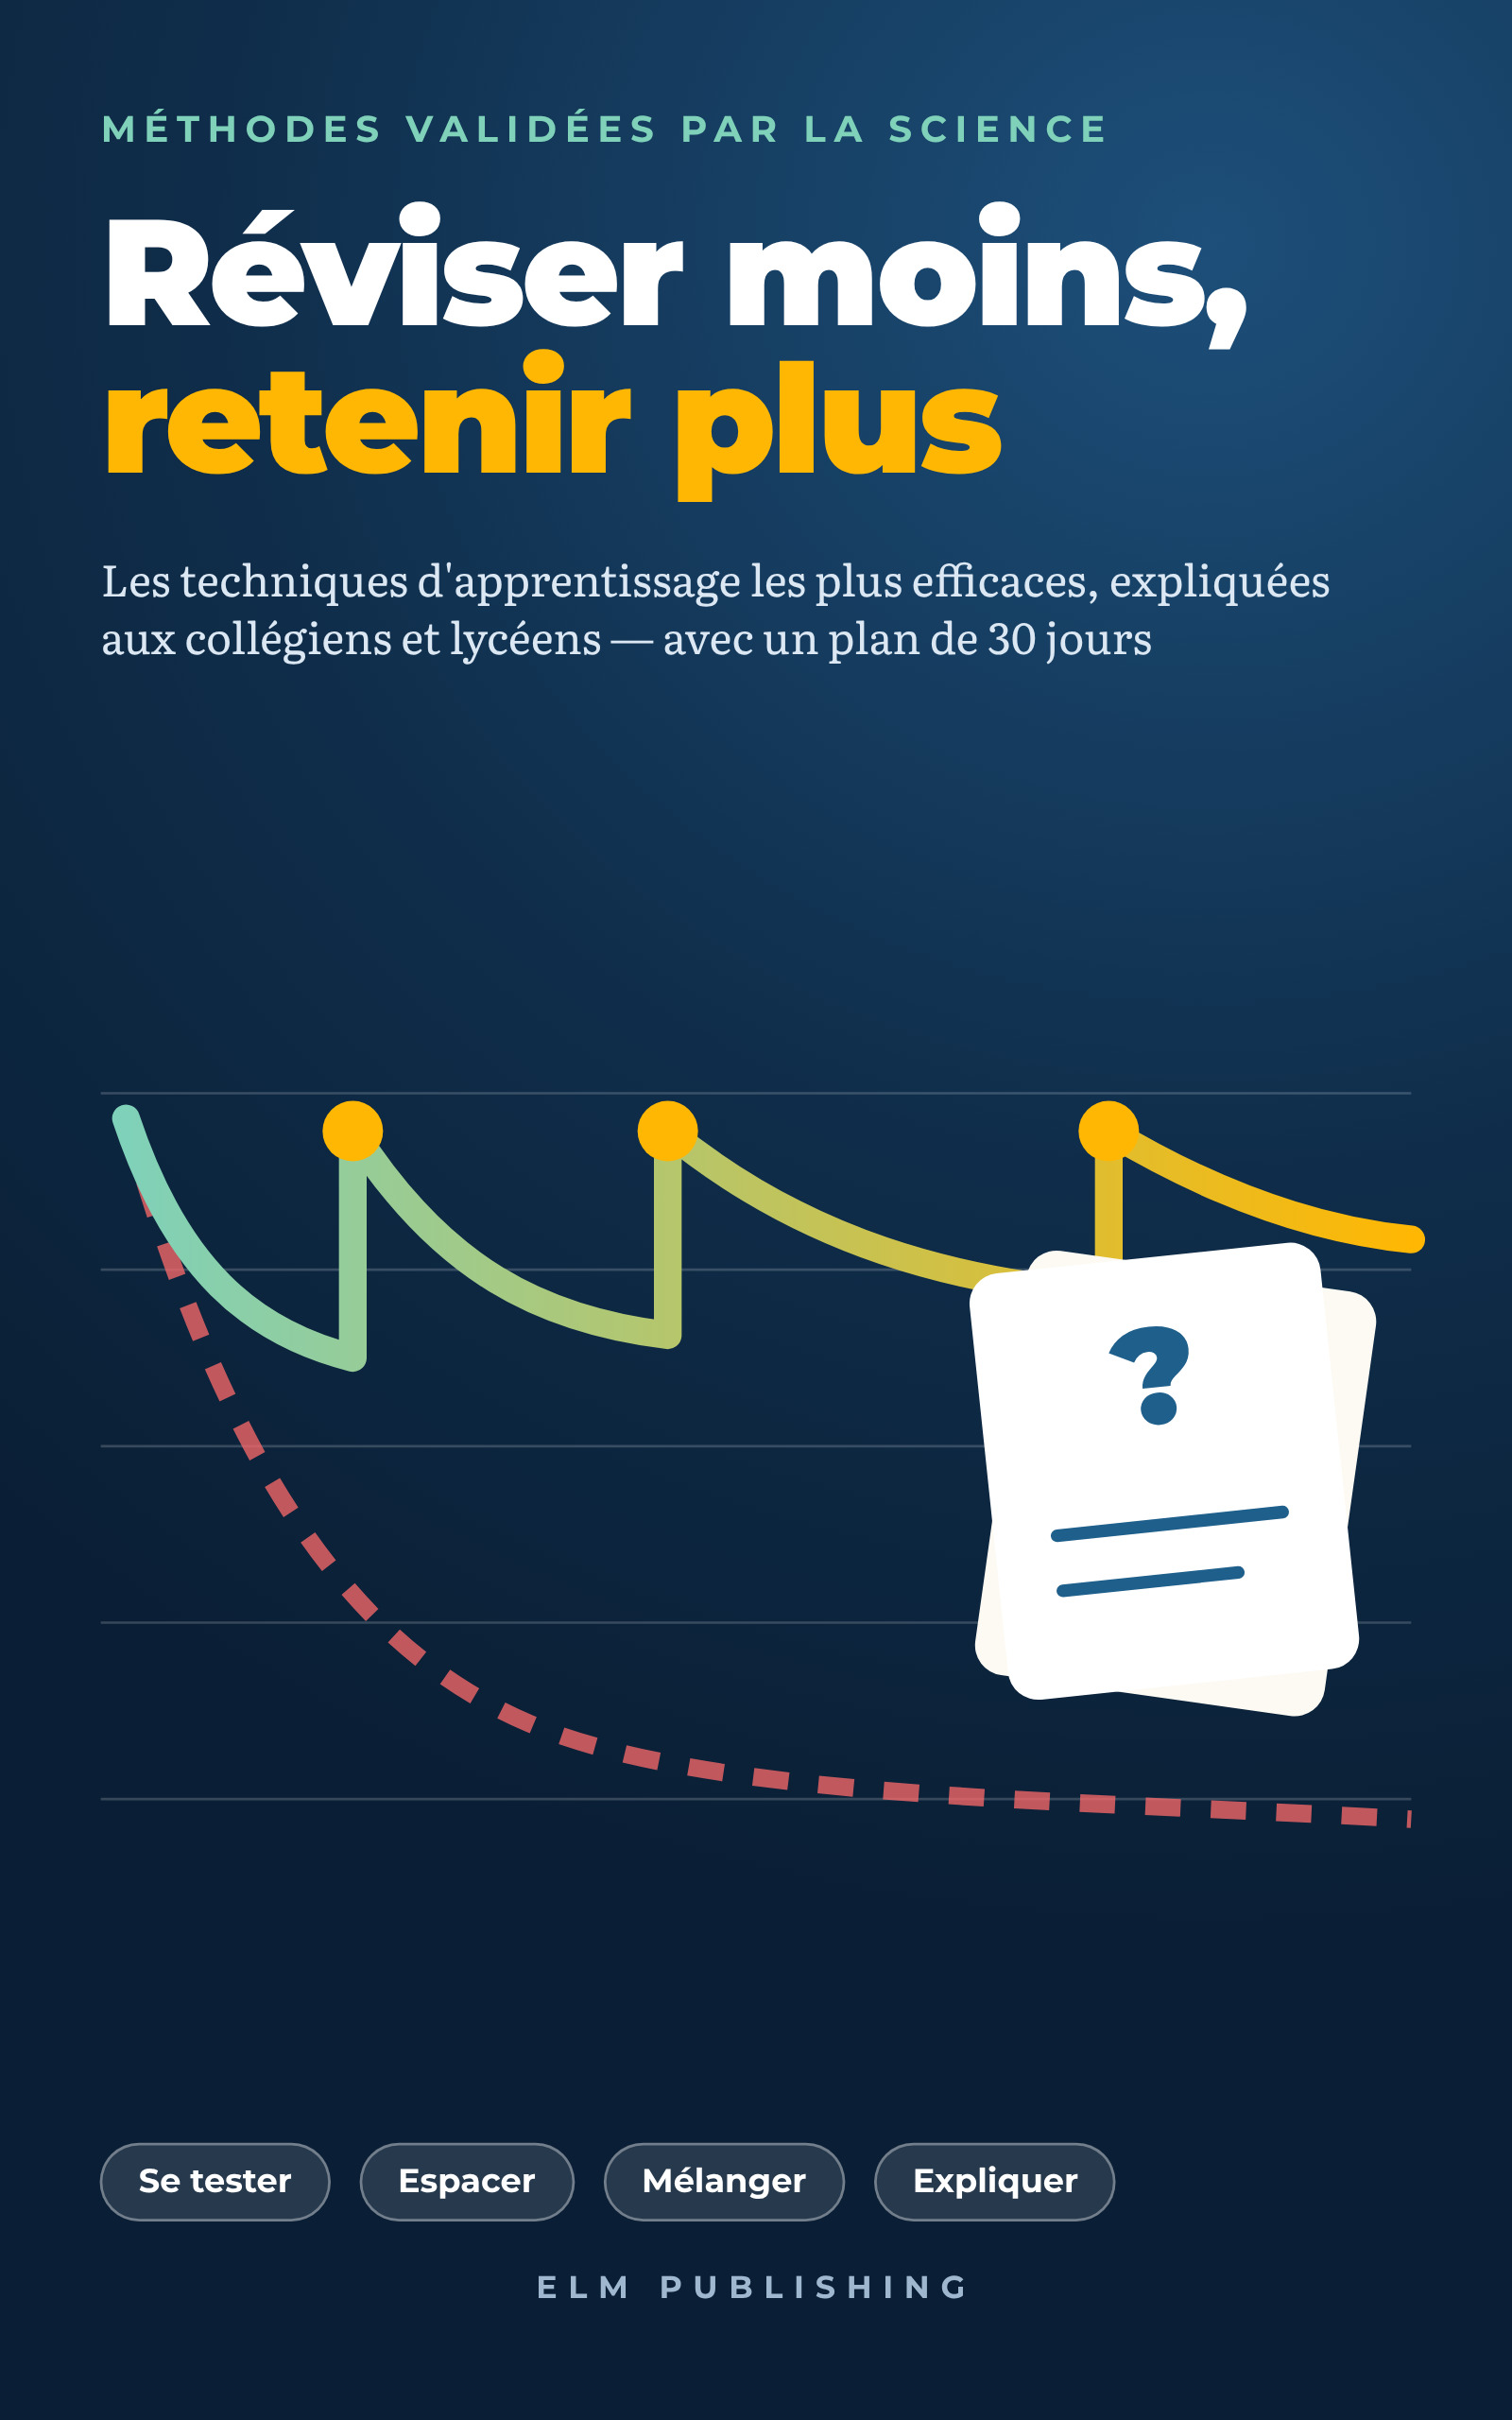 MÉTHODES VALIDÉES PAR LA SCIENCE
Réviser moins,
retenir plus
Les techniques d'apprentissage les plus efficaces, expliquées
aux collégiens et lycéens — avec un plan de 30 jours
?
Se tester Espacer Mélanger Expliquer
ELM PUBLISHING